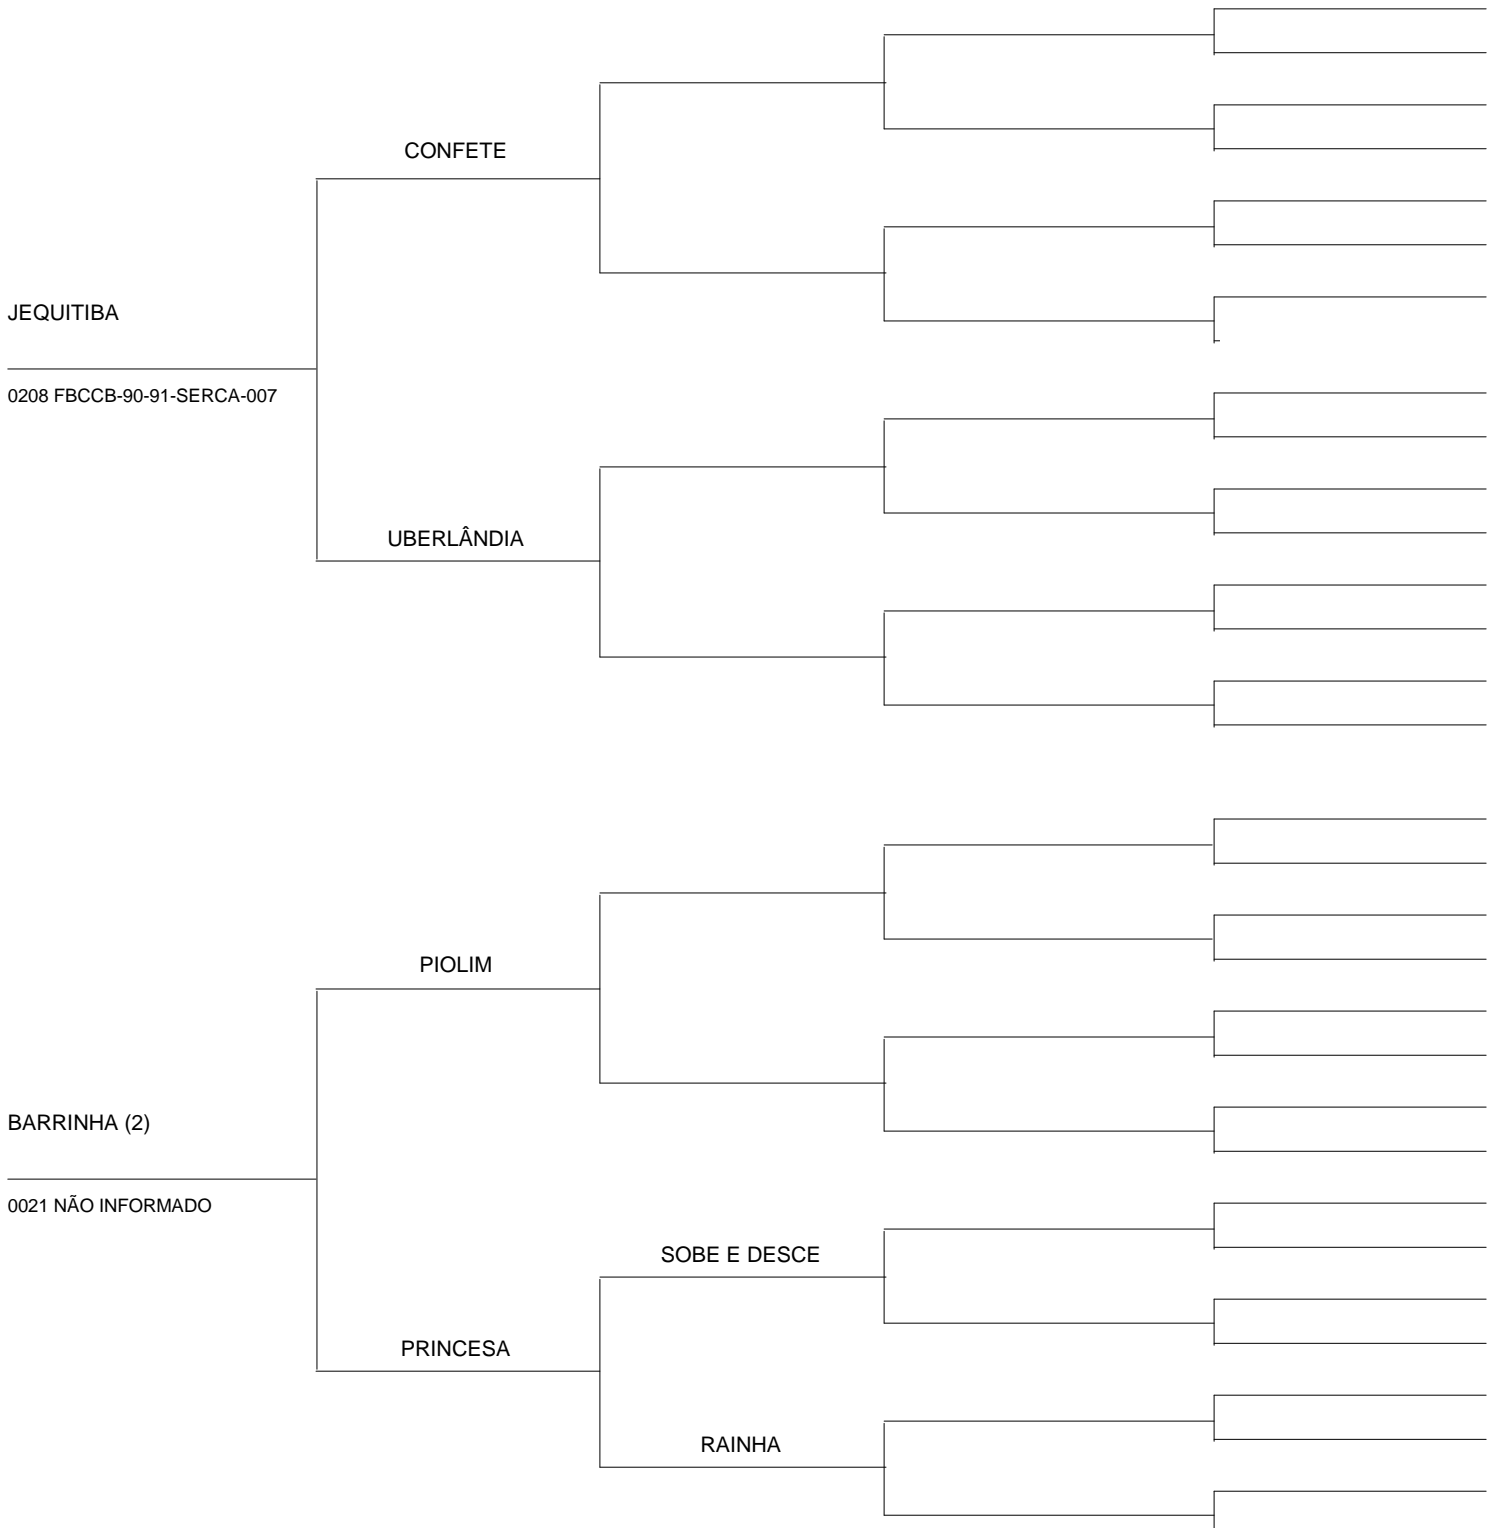 CONFETE
JEQUITIBA
0208 FBCCB-90-91-SERCA-007
UBERLÂNDIA
PIOLIM
BARRINHA (2)
0021 NÃO INFORMADO
SOBE E DESCE
PRINCESA
RAINHA